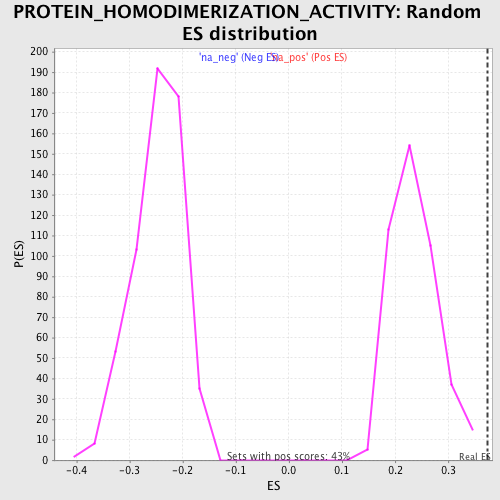 PROTEIN_HOMODIMERIZATION_ACTIVITY: Random
ES distribution
'na_neg' (Neg ES)
'na_pos' (Pos ES)
200
190
180
170
160
150
140
130
120
110
100
90
80
70
60
50
40
30
20
10
0
P(ES)
Sets with pos scores: 43%
Real ES
-0.4 -0.3 -0.2 -0.1 0.0 0.1 0.2 0.3
ES